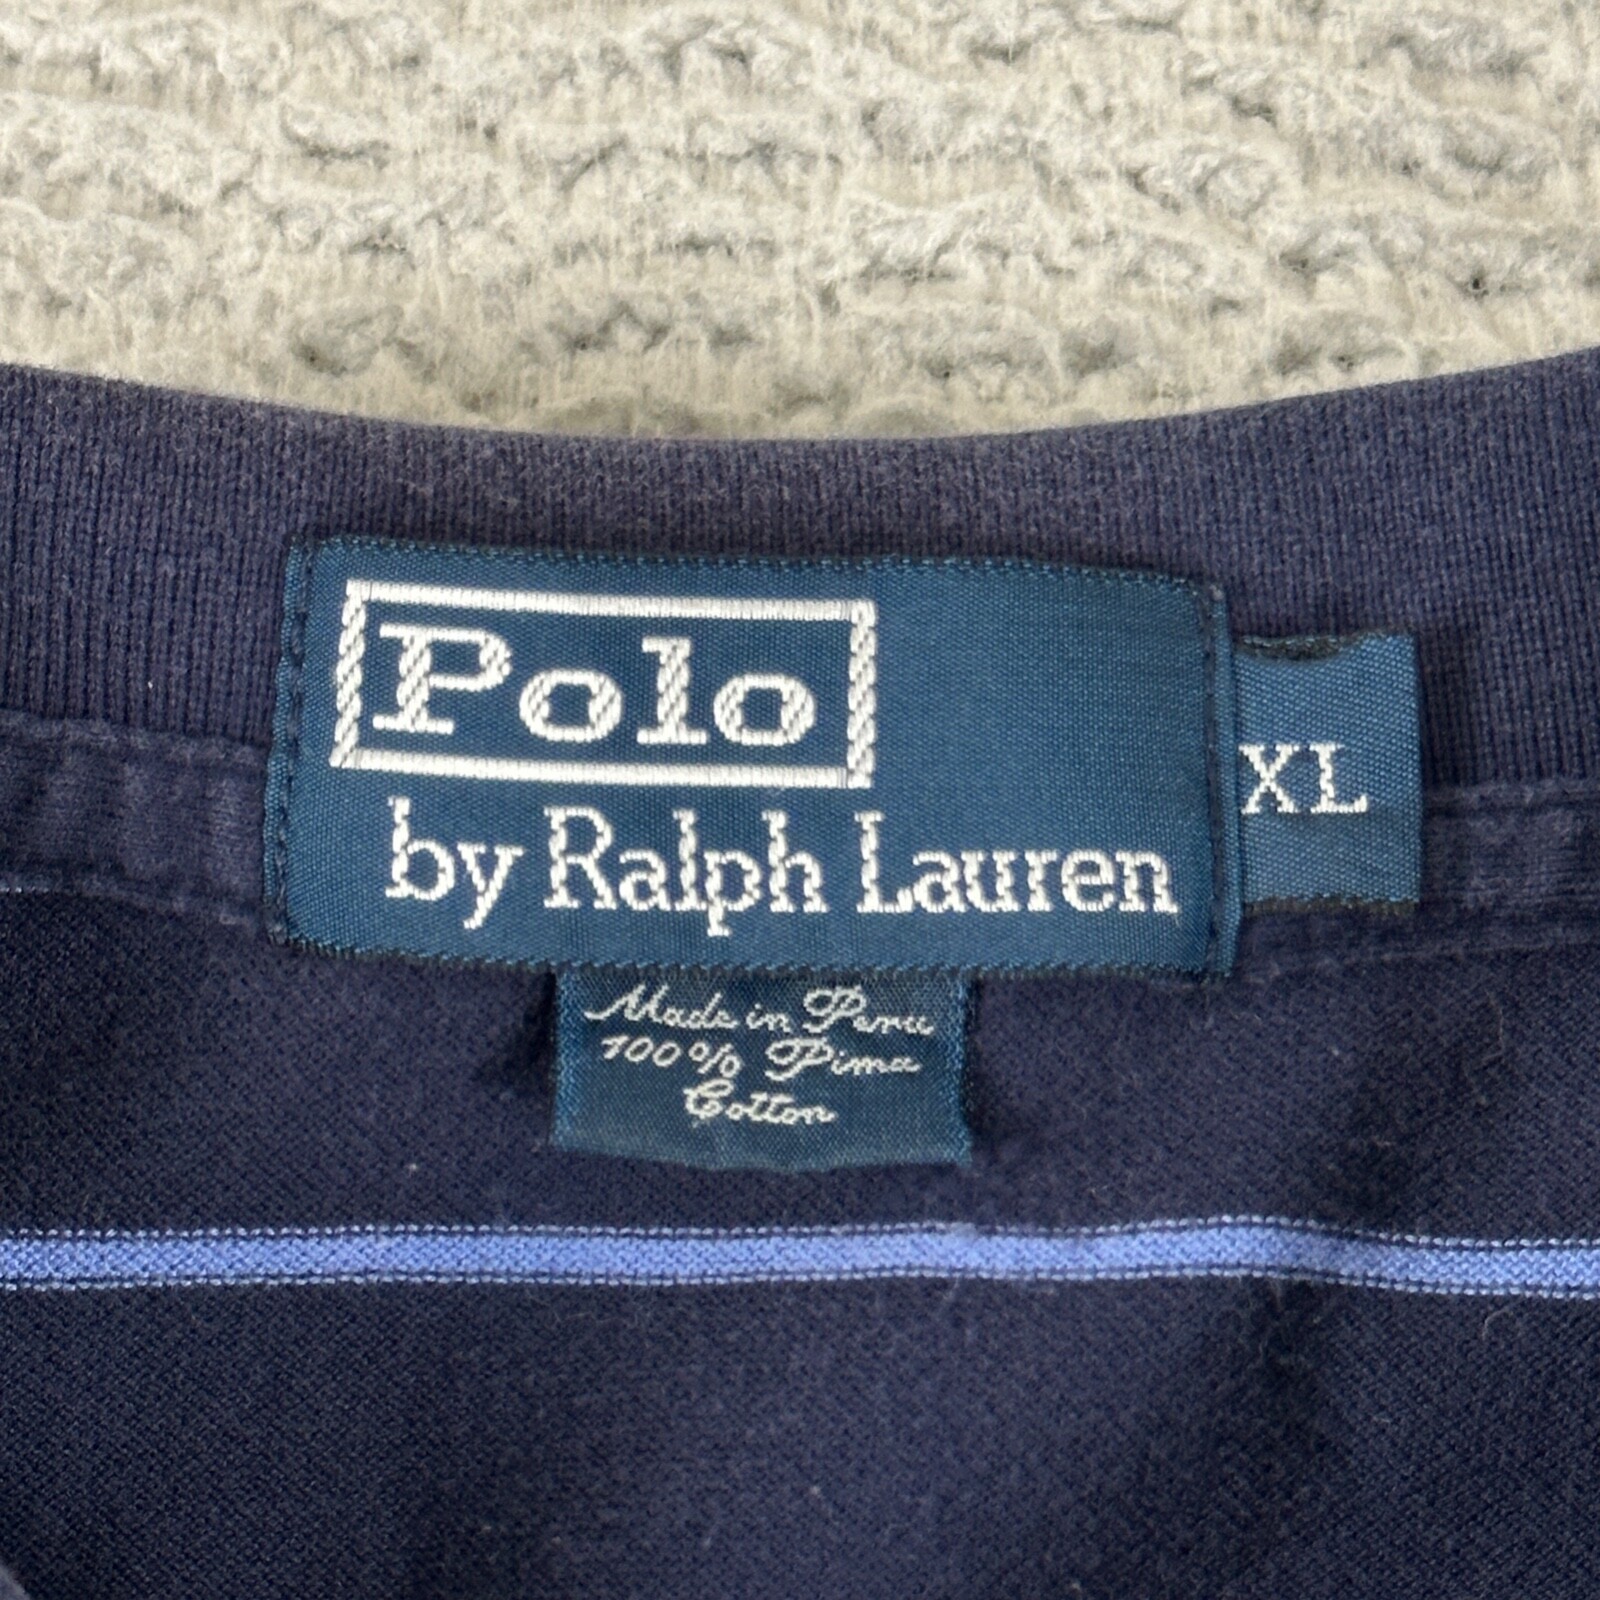 Polo
by Ralph Lauren
XL
Made in Peru
100% Pima
Cotton